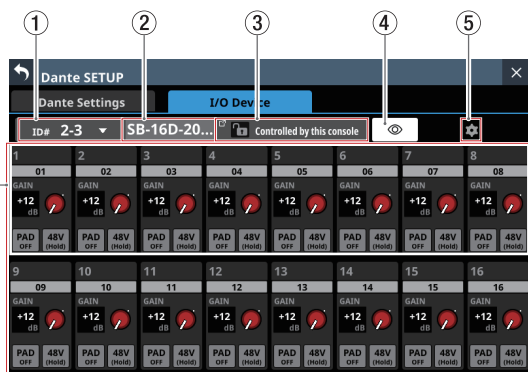 1 2 3 4 5
Dante SETUP
Dante Settings I/O Device
ID# 2-3 SB-16D-20... Controlled by this console
1 2 3 4 5 6 7 8
01 02 03 04 05 06 07 08
GAIN GAIN GAIN GAIN GAIN GAIN GAIN GAIN
+12 +12 +12 +12 +12 +12 +12 +12
dB dB dB dB dB dB dB dB
PAD 48V PAD 48V PAD 48V PAD 48V PAD 48V PAD 48V PAD 48V PAD 48V
OFF (Hold) OFF (Hold) OFF (Hold) OFF (Hold) OFF (Hold) OFF (Hold) OFF (Hold) OFF (Hold)
9 10 11 12 13 14 15 16
09 10 11 12 13 14 15 16
GAIN GAIN GAIN GAIN GAIN GAIN GAIN GAIN
+12 +12 +12 +12 +12 +12 +12 +12
dB dB dB dB dB dB dB dB
PAD 48V PAD 48V PAD 48V PAD 48V PAD 48V PAD 48V PAD 48V PAD 48V
OFF (Hold) OFF (Hold) OFF (Hold) OFF (Hold) OFF (Hold) OFF (Hold) OFF (Hold) OFF (Hold)